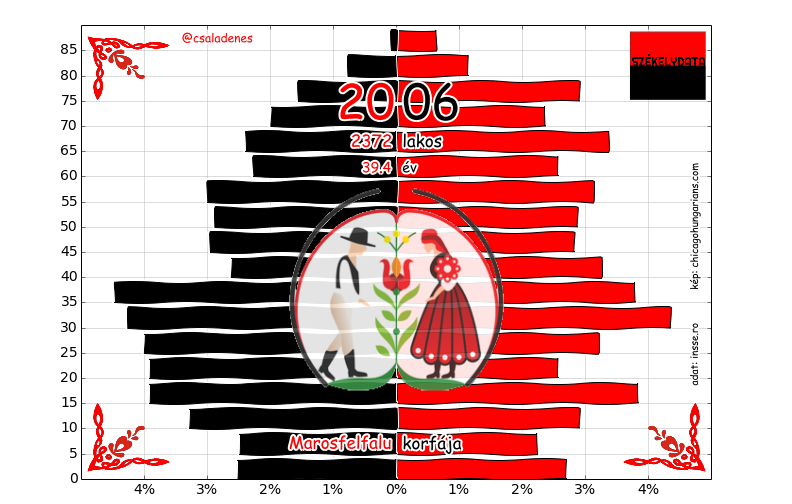 @csaladenes
SZÉKELYDATA
2006
2372 lakos
39.4 év
Marosfelfalu korfája
kép: chicagohungarians.com
adat: insse.ro
85
80
75
70
65
60
55
50
45
40
35
30
25
20
15
10
5
0
4% 3% 2% 1% 0% 1% 2% 3% 4%